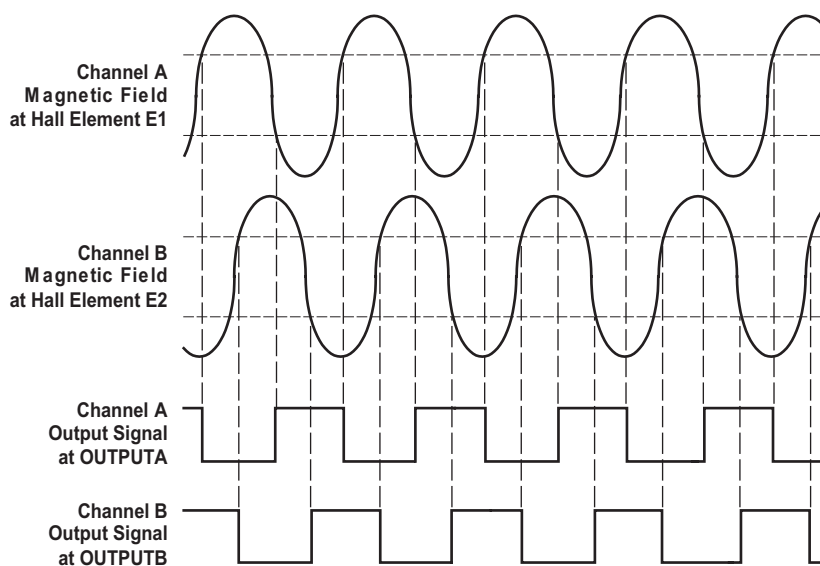 Channel A
Magnetic Field
at Hall Element E1
Channel B
Magnetic Field
at Hall Element E2
Channel A
Output Signal
at OUTPUTA
Channel B
Output Signal
at OUTPUTB